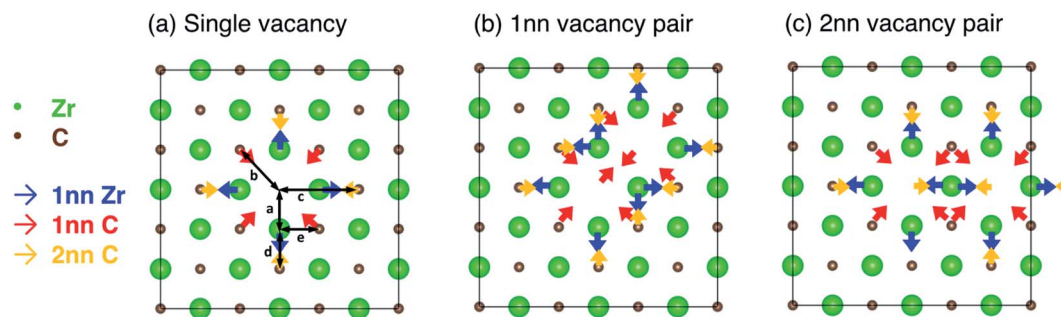 (a) Single vacancy
(b) 1nn vacancy pair
(c) 2nn vacancy pair
Zr
C
1nn Zr
1nn C
2nn C
b
c
a
e
d